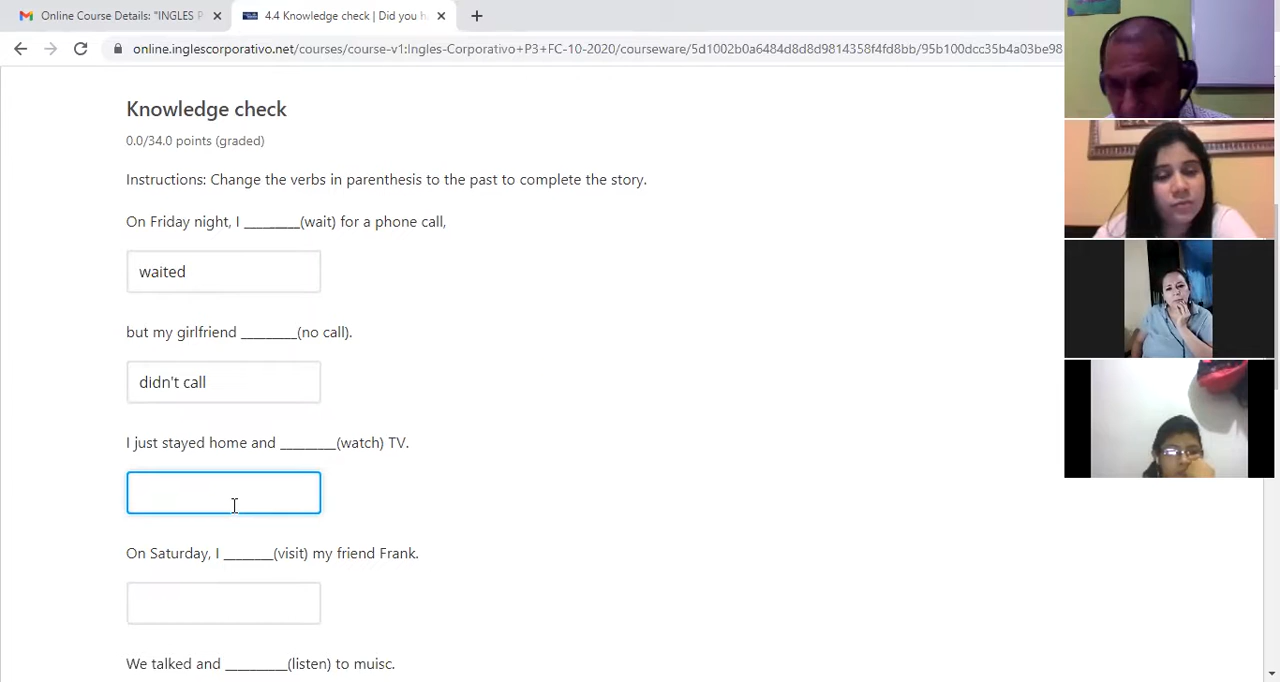 Online Course Details: "INGLES P
4.4 Knowledge check | Did you h
online.inglescorporativo.net/courses/course-v1:Ingles-Corporativo+P3+FC-10-2020/courseware/5d1002b0a6484d8d8d9814358f4fd8bb/95b100dcc35b4a03be98
Knowledge check
0.0/34.0 points (graded)
Instructions: Change the verbs in parenthesis to the past to complete the story.
On Friday night, I _________(wait) for a phone call,
waited
but my girlfriend _________(no call).
didn't call
I just stayed home and _________(watch) TV.
On Saturday, I ________(visit) my friend Frank.
We talked and __________(listen) to muisc.